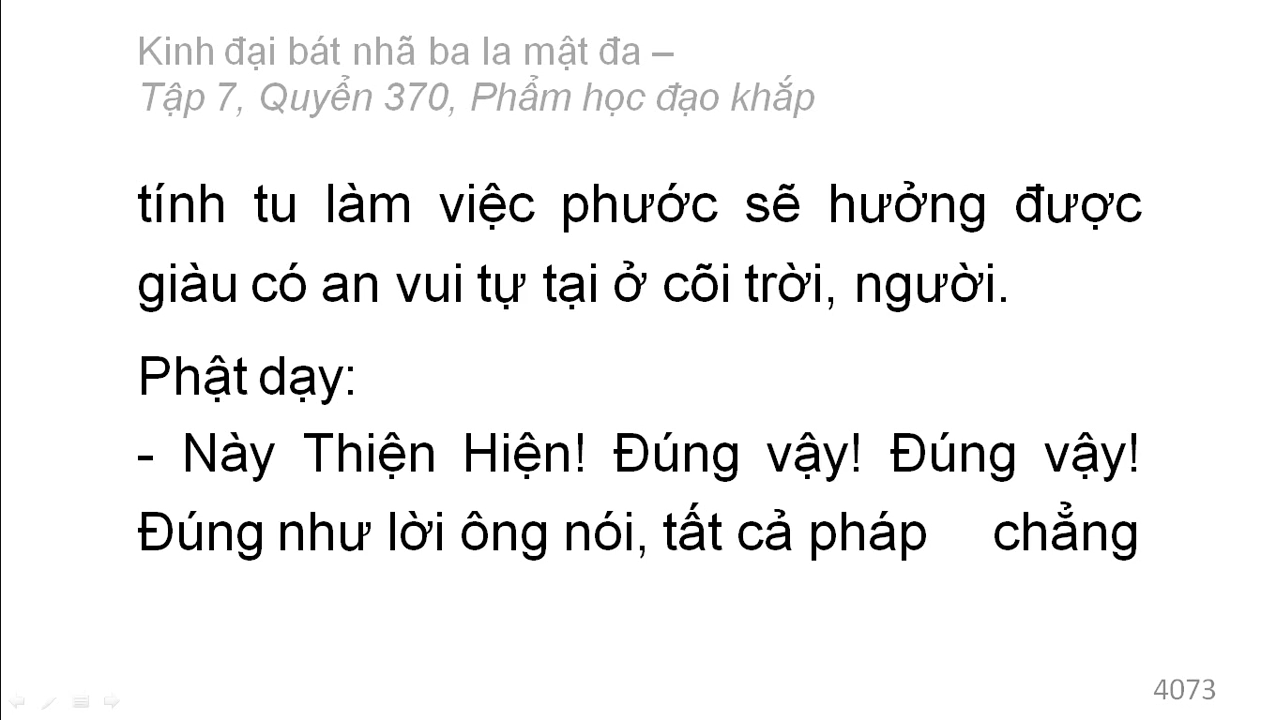 Kinh đại bát nhã ba la mật đa –
Tập 7, Quyển 370, Phẩm học đạo khắp
tính tu làm việc phước sẽ hưởng được
giàu có an vui tự tại ở cõi trời, người.
Phật dạy:
- Này Thiện Hiện! Đúng vậy! Đúng vậy!
Đúng như lời ông nói, tất cả pháp chẳng
4073